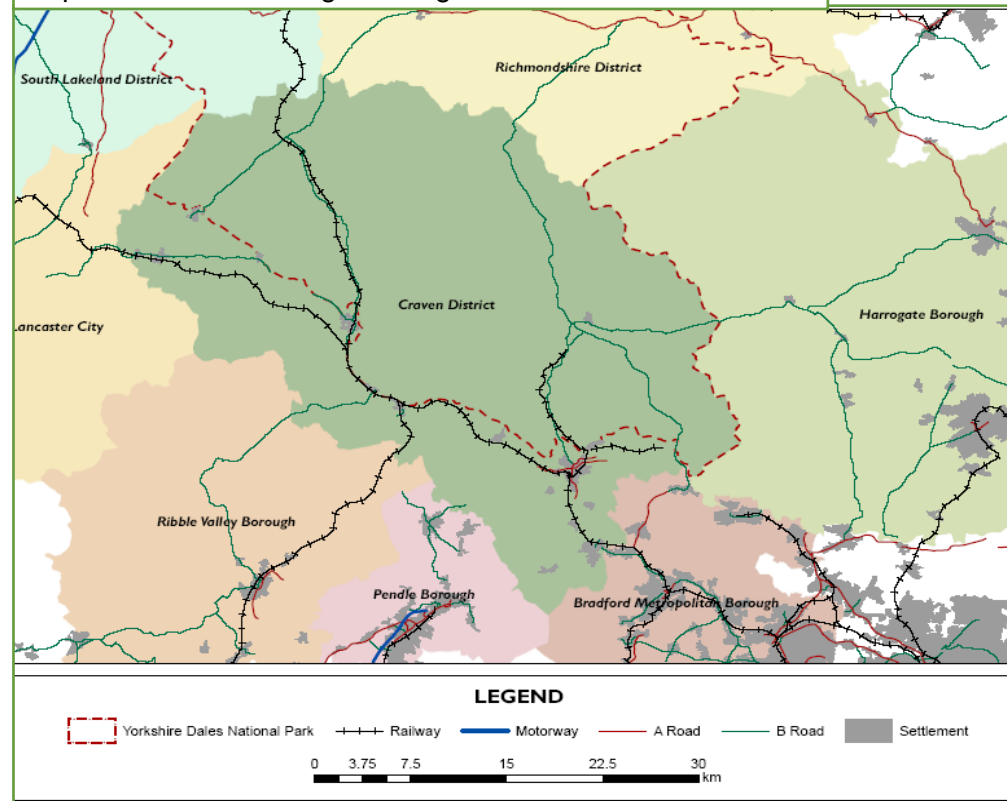 South Lakeland District
Richmondshire District
Craven District
ancaster City
Harrogate Borough
Ribble Valley Borough
Pendle Borough
Bradford Metropolitan Borough
LEGEND
Yorkshire Dales National Park Railway Motorway A Road B Road Settlement
0 3.75 7.5 15 22.5 30
km